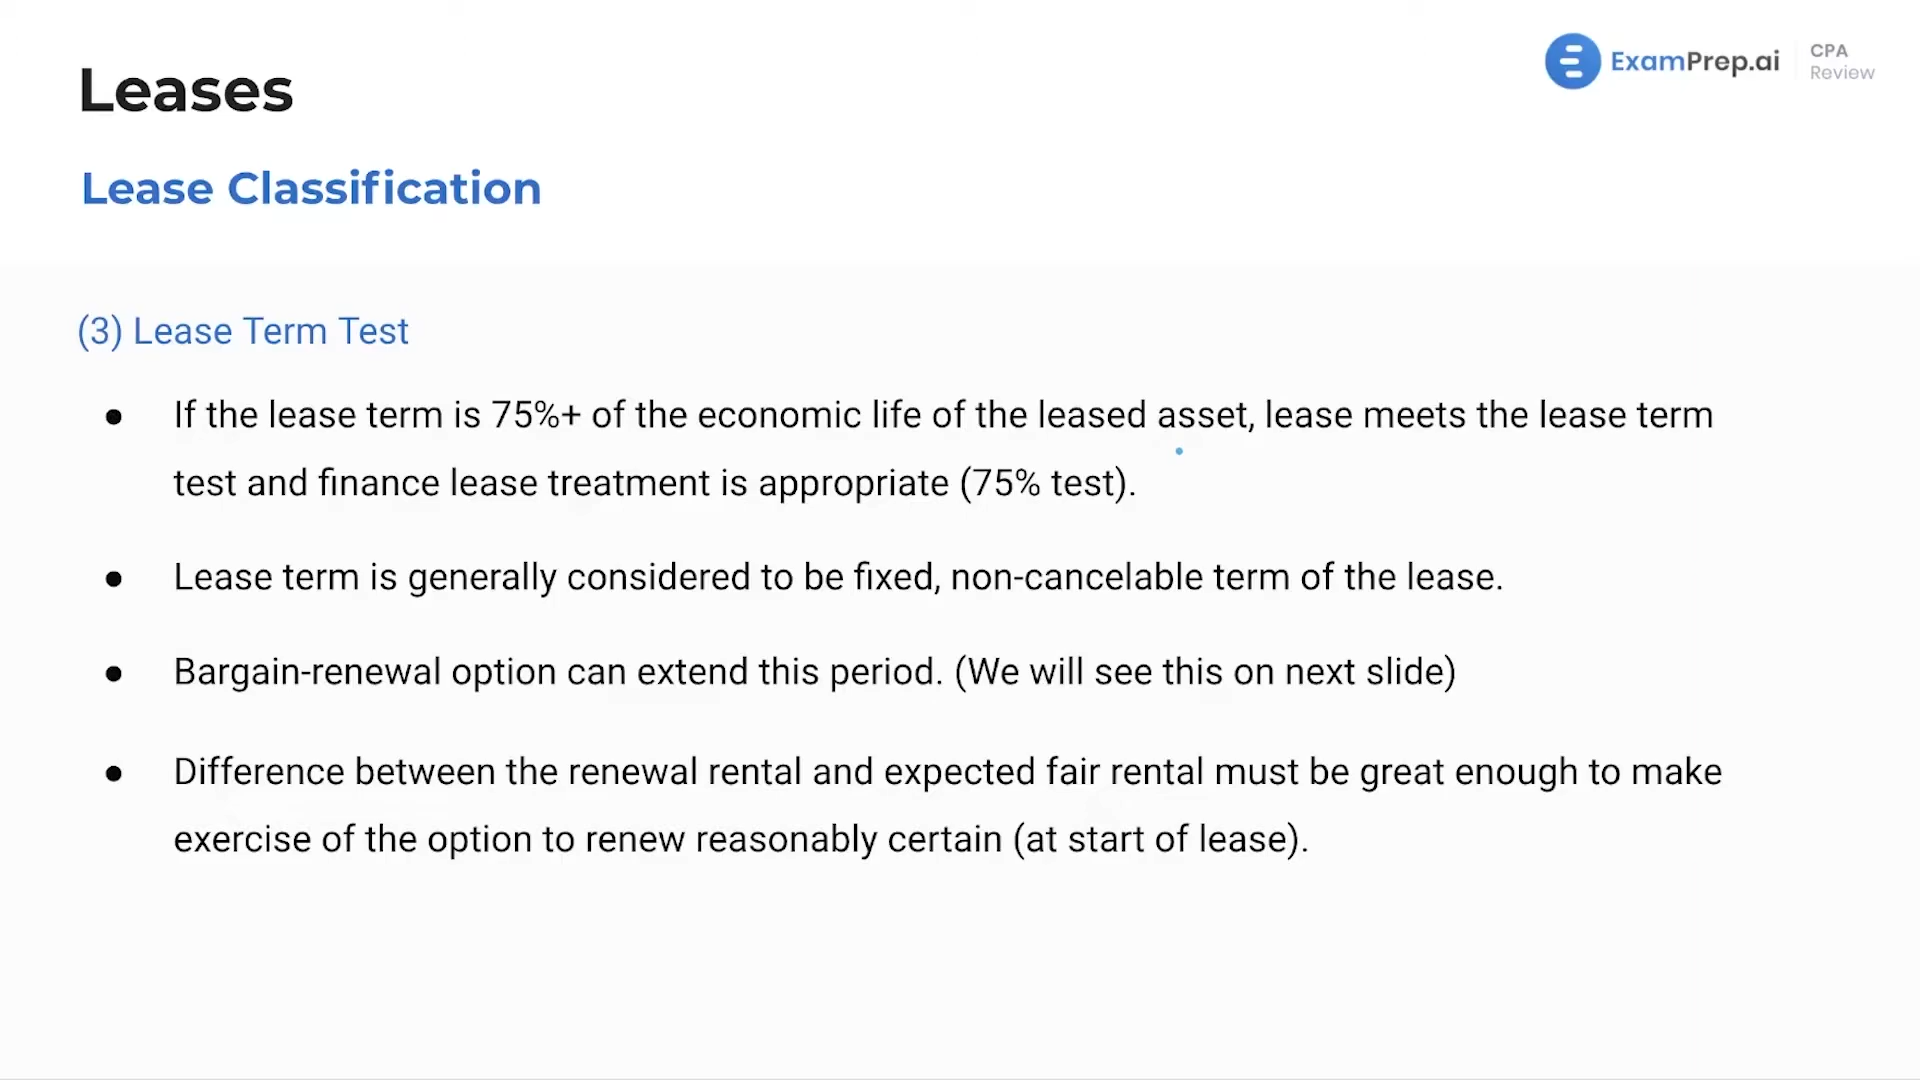 ExamPrep.ai
CPA
Review
Leases
Lease Classification
(3) Lease Term Test
● If the lease term is 75%+ of the economic life of the leased asset, lease meets the lease term
test and finance lease treatment is appropriate (75% test).
● Lease term is generally considered to be fixed, non-cancelable term of the lease.
● Bargain-renewal option can extend this period. (We will see this on next slide)
● Difference between the renewal rental and expected fair rental must be great enough to make
exercise of the option to renew reasonably certain (at start of lease).